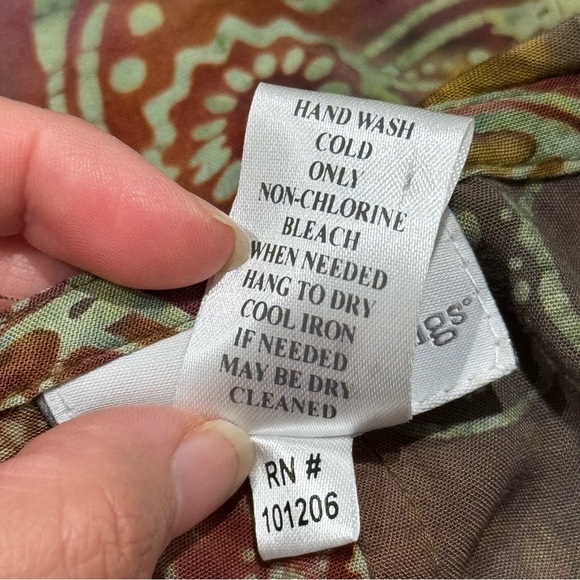 HAND WASH
COLD
ONLY
NON-CHLORINE
BLEACH
WHEN NEEDED
HANG TO DRY
COOL IRON
IF NEEDED
MAY BE DRY
CLEANED
ngs®
RN #
101206